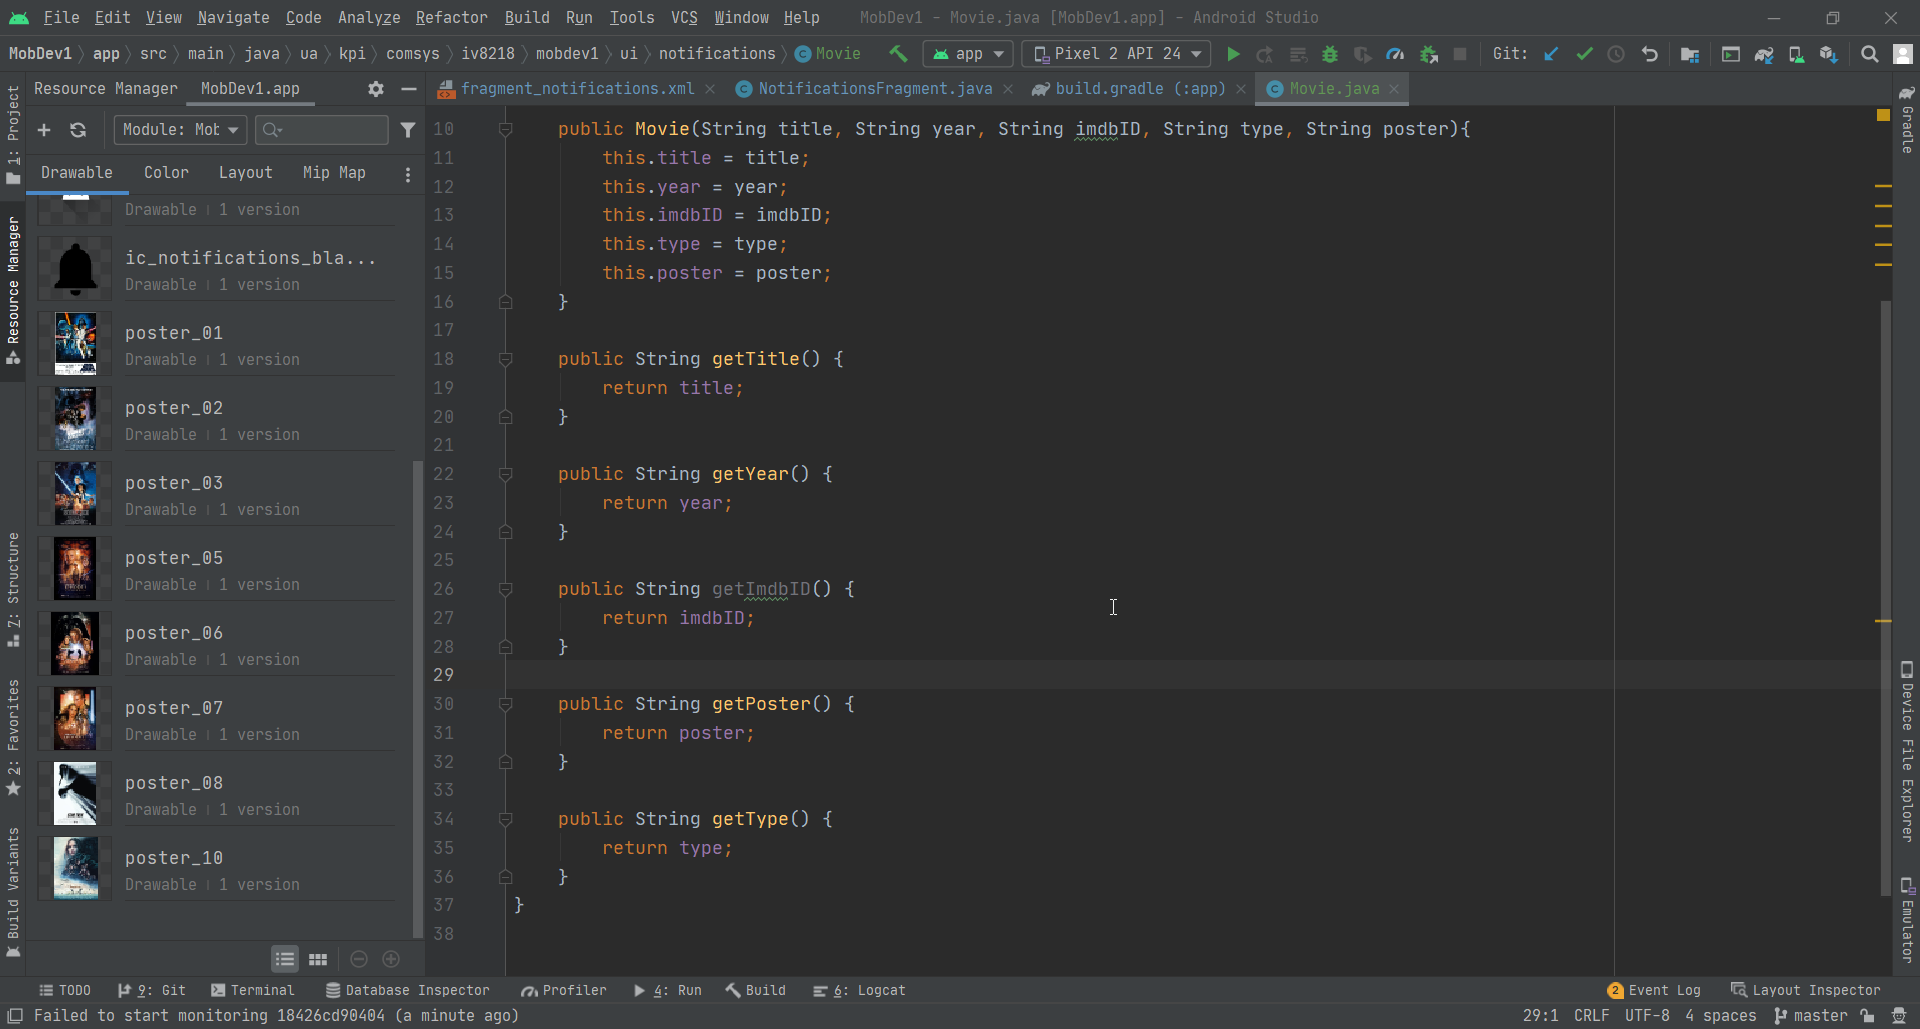 File Edit View Navigate Code Analyze Refactor Build Run Tools VCS Window Help MobDev1 - Movie.java [MobDev1.app] - Android Studio
MobDev1 app src main java ua kpi comsys iv8218 mobdev1 ui notifications Movie app Pixel 2 API 24 Git:
Resource Manager MobDev1.app
fragment_notifications.xml NotificationsFragment.java build.gradle (:app) Movie.java
Module: Mob
Drawable Color Layout Mip Map
Drawable | 1 version
ic_notifications_bla...
Drawable | 1 version
poster_01
Drawable | 1 version
poster_02
Drawable | 1 version
poster_03
Drawable | 1 version
poster_05
Drawable | 1 version
poster_06
Drawable | 1 version
poster_07
Drawable | 1 version
poster_08
Drawable | 1 version
poster_10
Drawable | 1 version
10 public Movie(String title, String year, String imdbID, String type, String poster){
11 this.title = title;
12 this.year = year;
13 this.imdbID = imdbID;
14 this.type = type;
15 this.poster = poster;
16 }
17
18 public String getTitle() {
19 return title;
20 }
21
22 public String getYear() {
23 return year;
24 }
25
26 public String getImdbID() {
27 return imdbID;
28 }
29
30 public String getPoster() {
31 return poster;
32 }
33
34 public String getType() {
35 return type;
36 }
37 }
38
1: Project
Resource Manager
Z: Structure
2: Favorites
Build Variants
Gradle
Device File Explorer
Emulator
TODO 9: Git Terminal Database Inspector Profiler 4: Run Build 6: Logcat 2 Event Log Layout Inspector
Failed to start monitoring 18426cd90404 (a minute ago) 29:1 CRLF UTF-8 4 spaces master